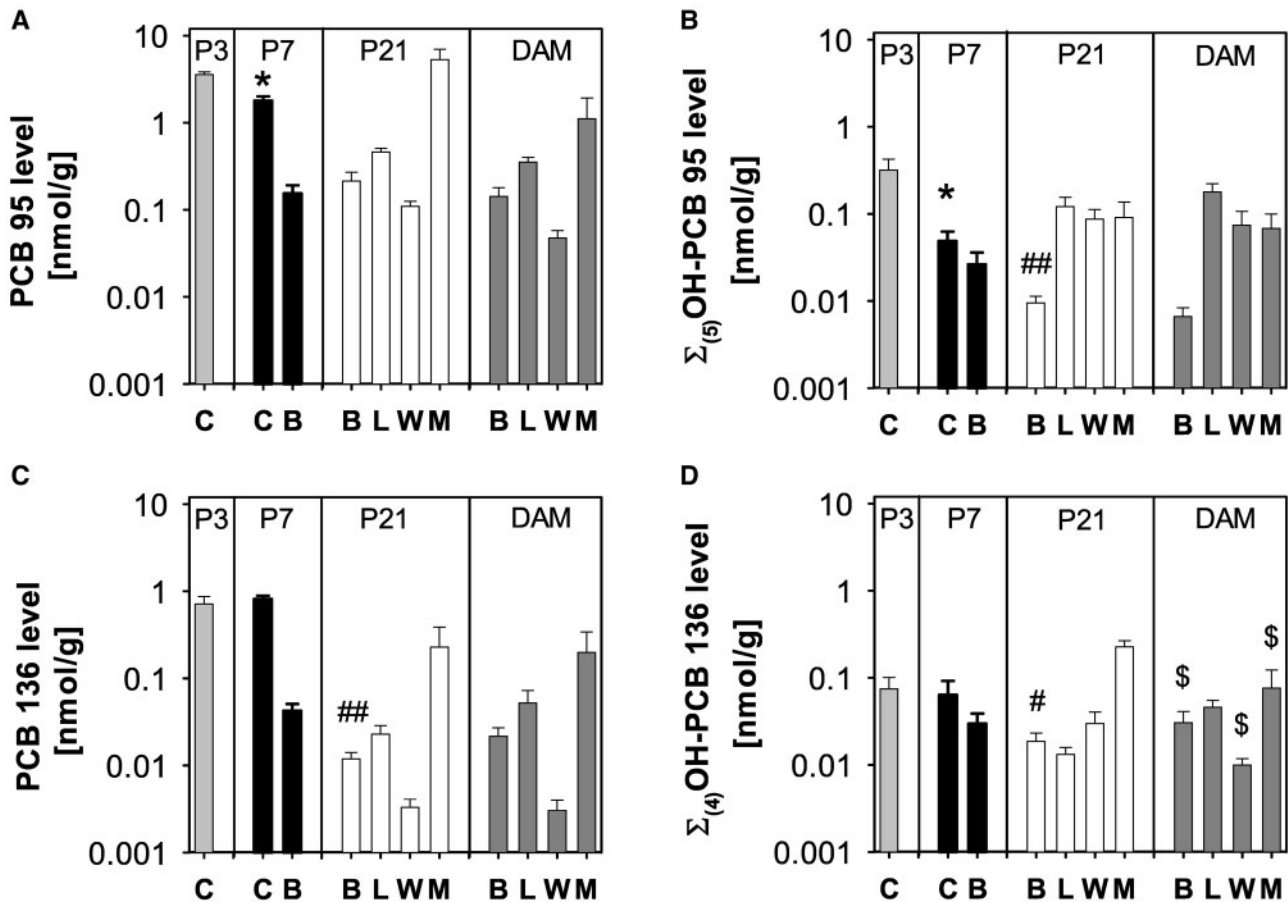 A
PCB 95 level
[nmol/g]
10
1
0.1
0.01
0.001
P3 P7 P21 DAM
*
C C B B L W M B L W M
B
Σ(5)OH-PCB 95 level
[nmol/g]
10
1
0.1
0.01
0.001
P3 P7 P21 DAM
*
##
C C B B L W M B L W M
C
PCB 136 level
[nmol/g]
10
1
0.1
0.01
0.001
P3 P7 P21 DAM
##
C C B B L W M B L W M
D
Σ(4)OH-PCB 136 level
[nmol/g]
10
1
0.1
0.01
0.001
P3 P7 P21 DAM
# $ $ $
C C B B L W M B L W M